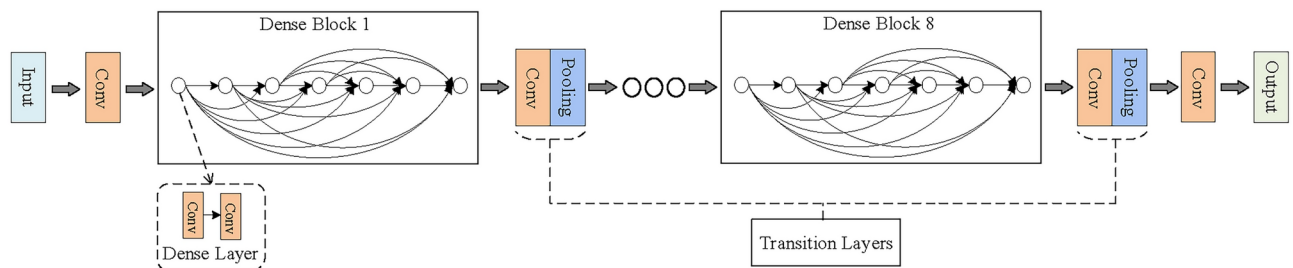 Input
Conv
Dense Block 1
Conv
Pooling
Dense Block 8
Conv
Pooling
Conv
Output
Conv
Conv
Dense Layer
Transition Layers